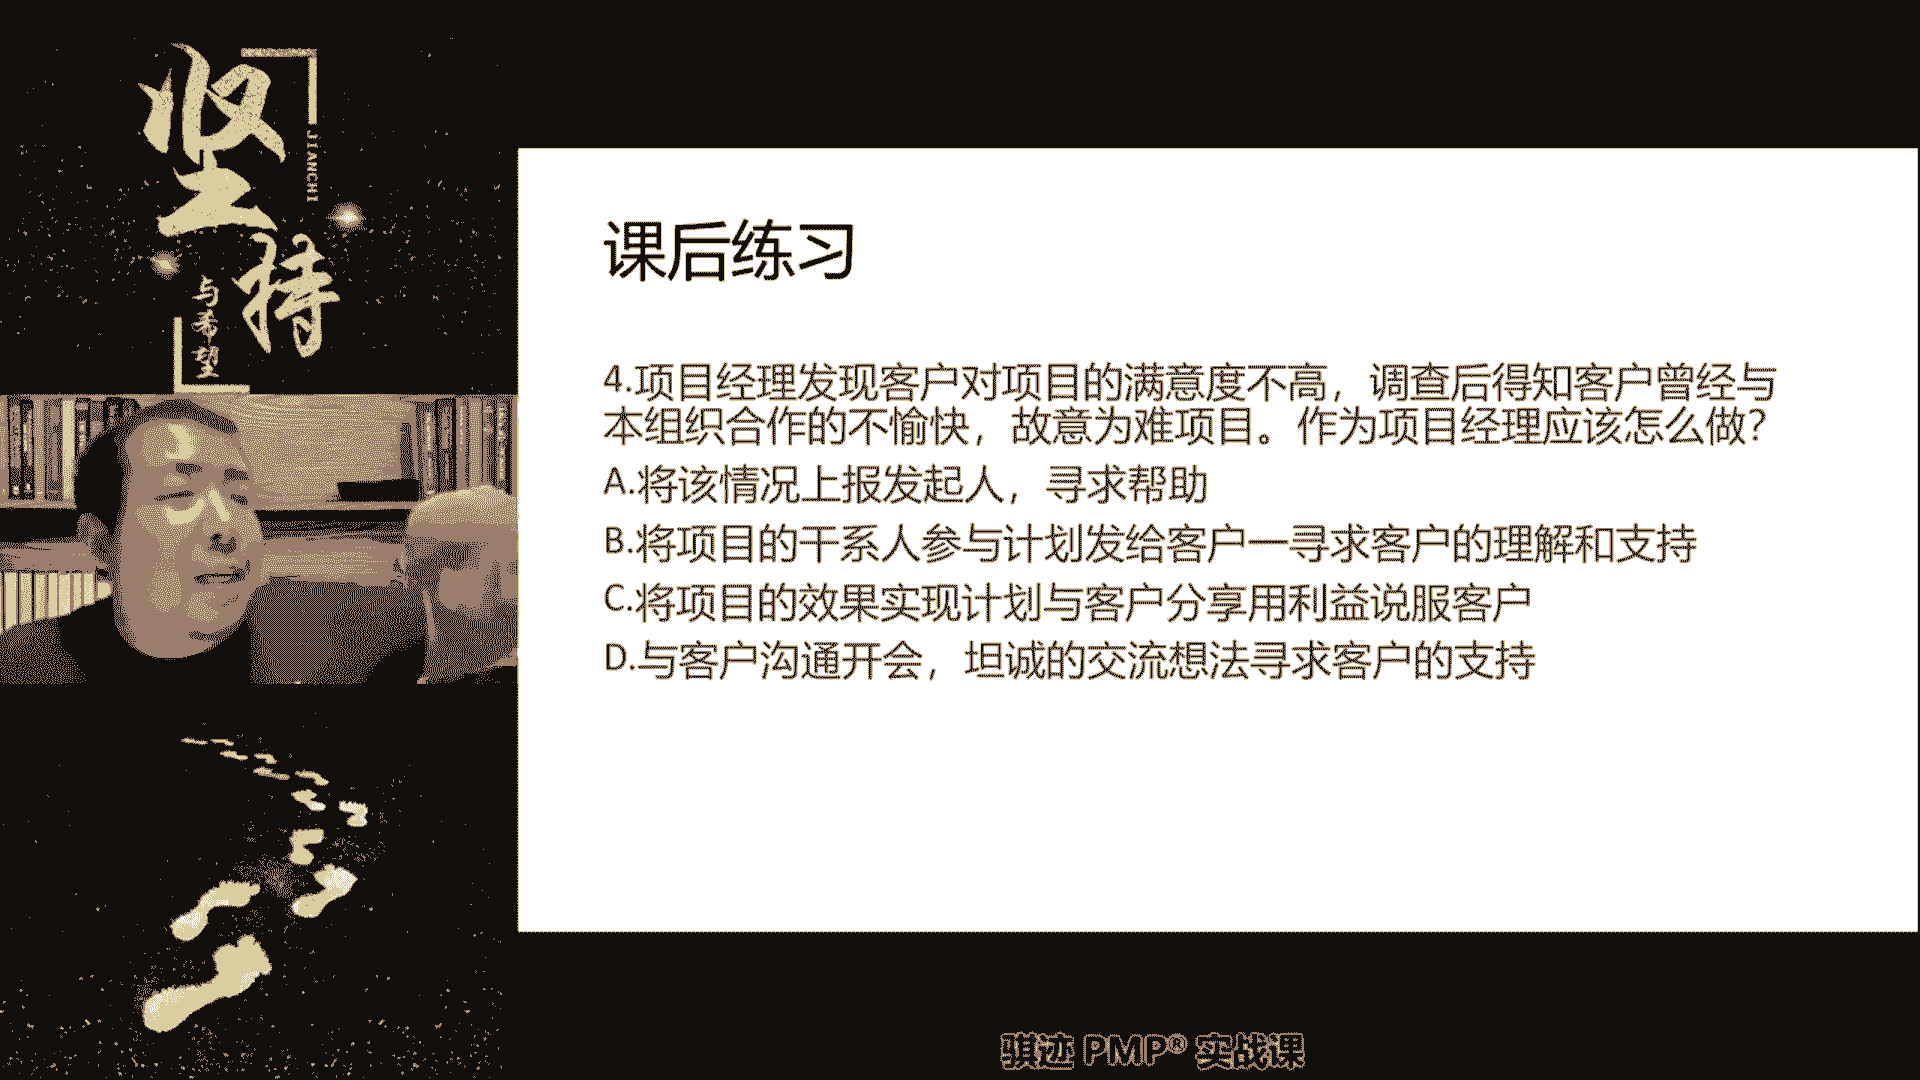 坚持
JIANCHI
与希望
课后练习
4.项目经理发现客户对项目的满意度不高，调查后得知客户曾经与
本组织合作的不愉快，故意为难项目。作为项目经理应该怎么做？
A.将该情况上报发起人，寻求帮助
B.将项目的干系人参与计划发给客户一寻求客户的理解和支持
C.将项目的效果实现计划与客户分享用利益说服客户
D.与客户沟通开会，坦诚的交流想法寻求客户的支持
骐迹 PMP® 实战课